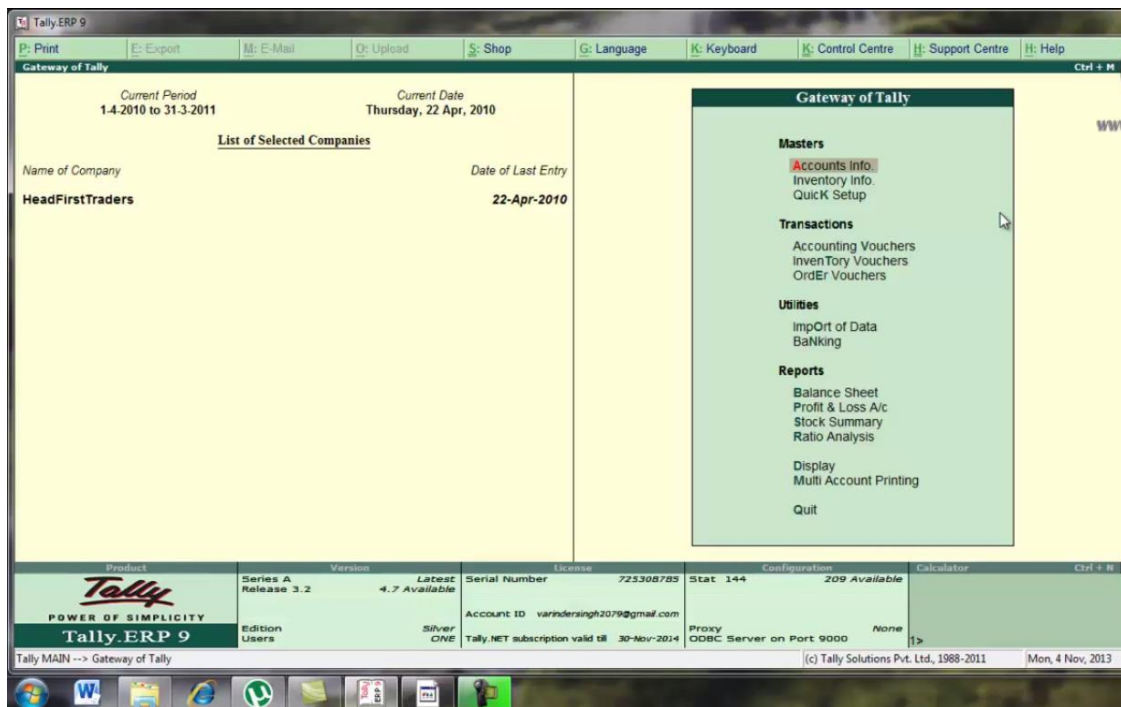 Tally.ERP 9
P: Print E: Export M: E-Mail O: Upload S: Shop G: Language K: Keyboard K: Control Centre H: Support Centre H: Help
Gateway of Tally Ctrl + M
Current Period Current Date
1-4-2010 to 31-3-2011 Thursday, 22 Apr, 2010
List of Selected Companies
Name of Company Date of Last Entry
HeadFirstTraders 22-Apr-2010
Gateway of Tally
Masters
Accounts Info.
Inventory Info.
QuicK Setup
Transactions
Accounting Vouchers
InvenTory Vouchers
OrdEr Vouchers
Utilities
ImpOrt of Data
BaNking
Reports
Balance Sheet
Profit & Loss A/c
Stock Summary
Ratio Analysis
Display
Multi Account Printing
Quit
Product Version License Configuration Calculator Ctrl + N
Tally
POWER OF SIMPLICITY
Tally.ERP 9
Series A Latest
Release 3.2 4.7 Available
Edition Silver
Users ONE
Serial Number 725308785
Account ID varindersingh2079@gmail.com
Tally.NET subscription valid till 30-Nov-2014
Stat 144 209 Available
Proxy None
ODBC Server on Port 9000
1>
Tally MAIN --> Gateway of Tally (c) Tally Solutions Pvt. Ltd., 1988-2011 Mon, 4 Nov, 2013